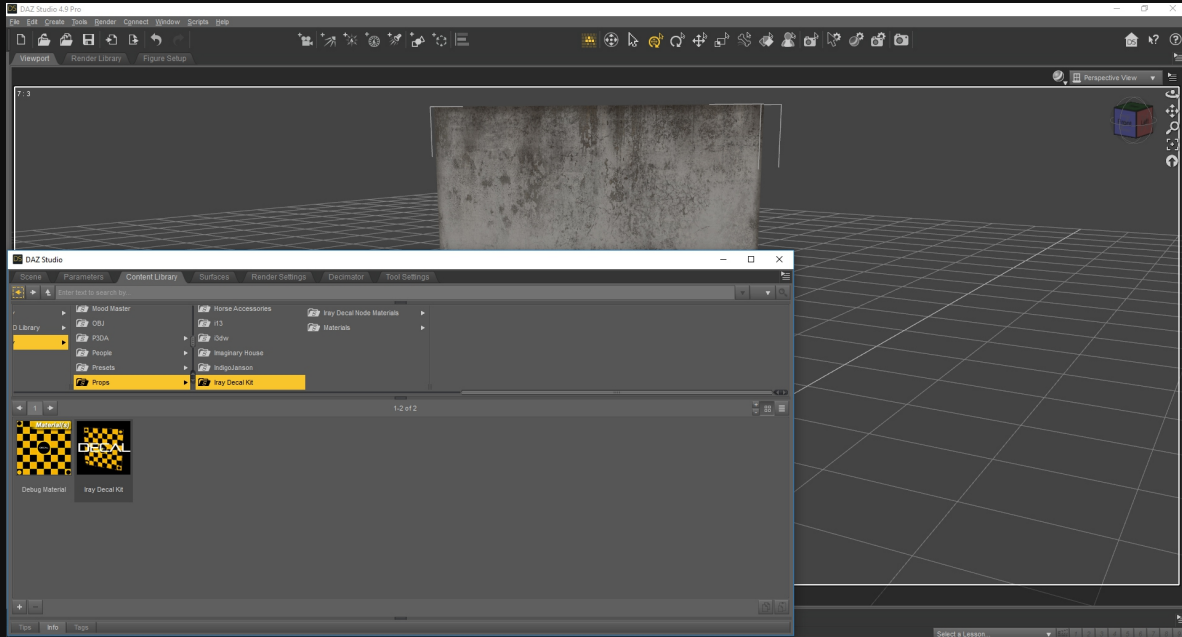 DAZ Studio 4.9 Pro
File Edit Create Tools Render Connect Window Scripts Help
Viewport Render Library Figure Setup
Perspective View
7 : 3
DAZ Studio
Scene Parameters Content Library Surfaces Render Settings Decimator Tool Settings
Enter text to search by...
Mood Master Horse Accessories Iray Decal Node Materials
D Library OBJ i13 Materials
P3DA i3dw
People Imaginary House
Presets IndigoJanson
Props Iray Decal Kit
1 1-2 of 2
Material(s)
DECAL
Debug Material Iray Decal Kit
Tips Info Tags
Select a Lesson...